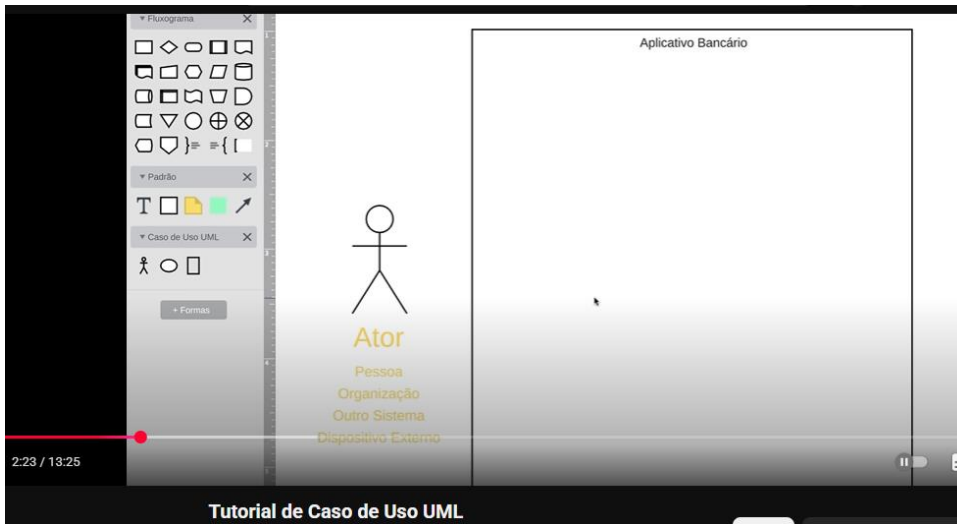 Fluxograma
Aplicativo Bancário
Padrão
T
Caso de Uso UML
+ Formas
Ator
Pessoa
Organização
Outro Sistema
Dispositivo Externo
2:23 / 13:25
Tutorial de Caso de Uso UML